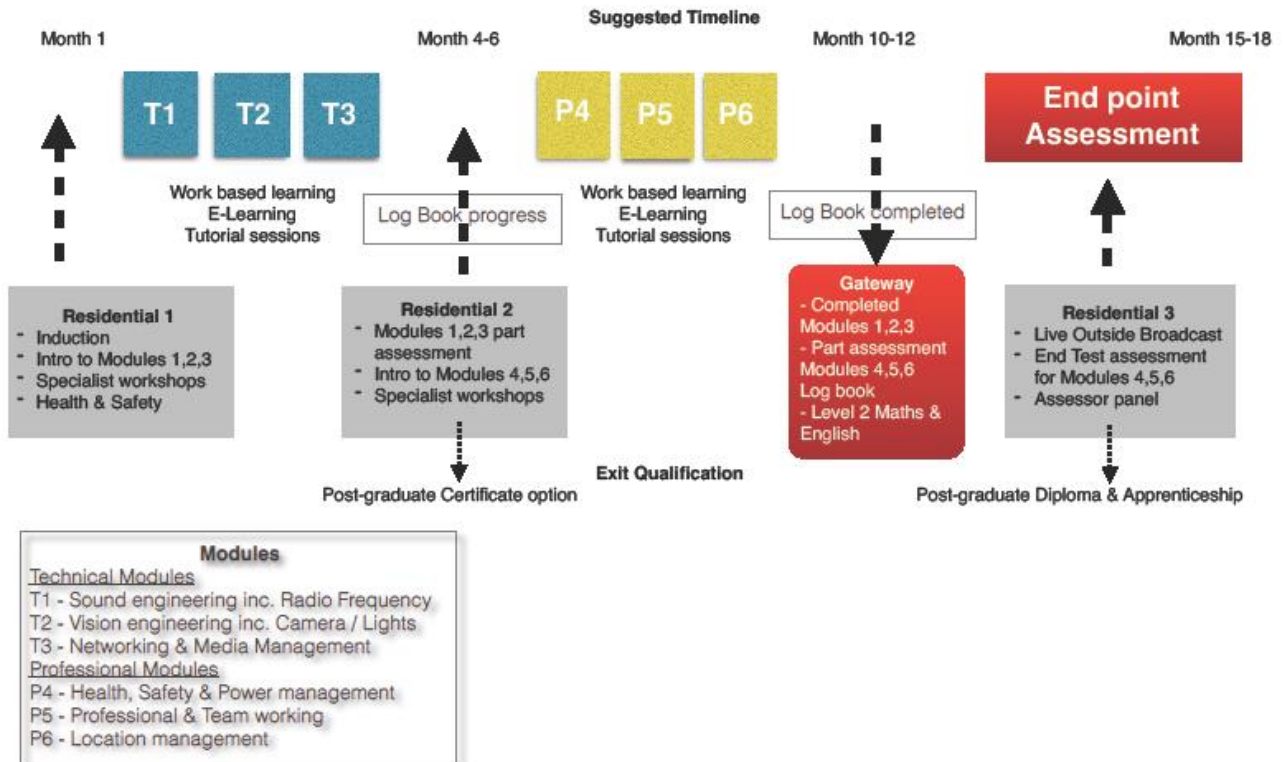 Suggested Timeline
Month 1
Month 4-6
Month 10-12
Month 15-18
T1
T2
T3
P4
P5
P6
End point
Assessment
Work based learning
E-Learning
Tutorial sessions
Log Book progress
Work based learning
E-Learning
Tutorial sessions
Log Book completed
Residential 1
- Induction
- Intro to Modules 1,2,3
- Specialist workshops
- Health & Safety
Residential 2
- Modules 1,2,3 part
assessment
- Intro to Modules 4,5,6
- Specialist workshops
Gateway
- Completed
Modules 1,2,3
- Part assessment
Modules 4,5,6
Log book
- Level 2 Maths &
English
Residential 3
- Live Outside Broadcast
- End Test assessment
for Modules 4,5,6
- Assessor panel
Exit Qualification
Post-graduate Certificate option
Post-graduate Diploma & Apprenticeship
Modules
Technical Modules
T1 - Sound engineering inc. Radio Frequency
T2 - Vision engineering inc. Camera / Lights
T3 - Networking & Media Management
Professional Modules
P4 - Health, Safety & Power management
P5 - Professional & Team working
P6 - Location management